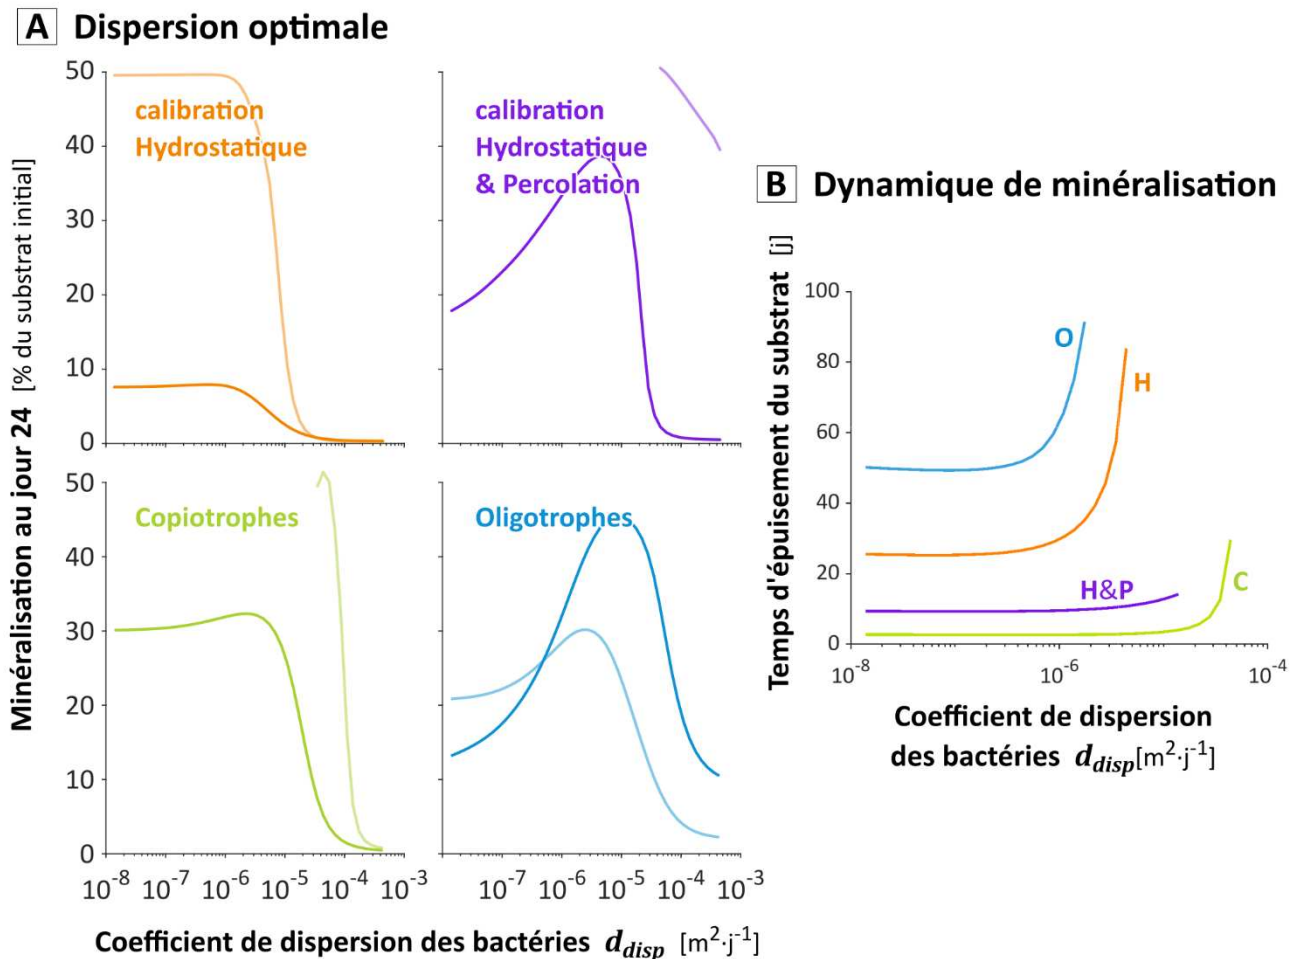 A Dispersion optimale
Minéralisation au jour 24 [% du substrat initial]
50
40
30
20
10
0
calibration
Hydrostatique
calibration
Hydrostatique
& Percolation
50
40
30
20
10
0
Copiotrophes
Oligotrophes
10⁻⁸ 10⁻⁷ 10⁻⁶ 10⁻⁵ 10⁻⁴ 10⁻³
10⁻⁷ 10⁻⁶ 10⁻⁵ 10⁻⁴ 10⁻³
Coefficient de dispersion des bactéries d_disp [m²·j⁻¹]
B Dynamique de minéralisation
Temps d'épuisement du substrat [j]
100
80
60
40
20
0
O
H
H&P
C
10⁻⁸ 10⁻⁶ 10⁻⁴
Coefficient de dispersion
des bactéries d_disp[m²·j⁻¹]